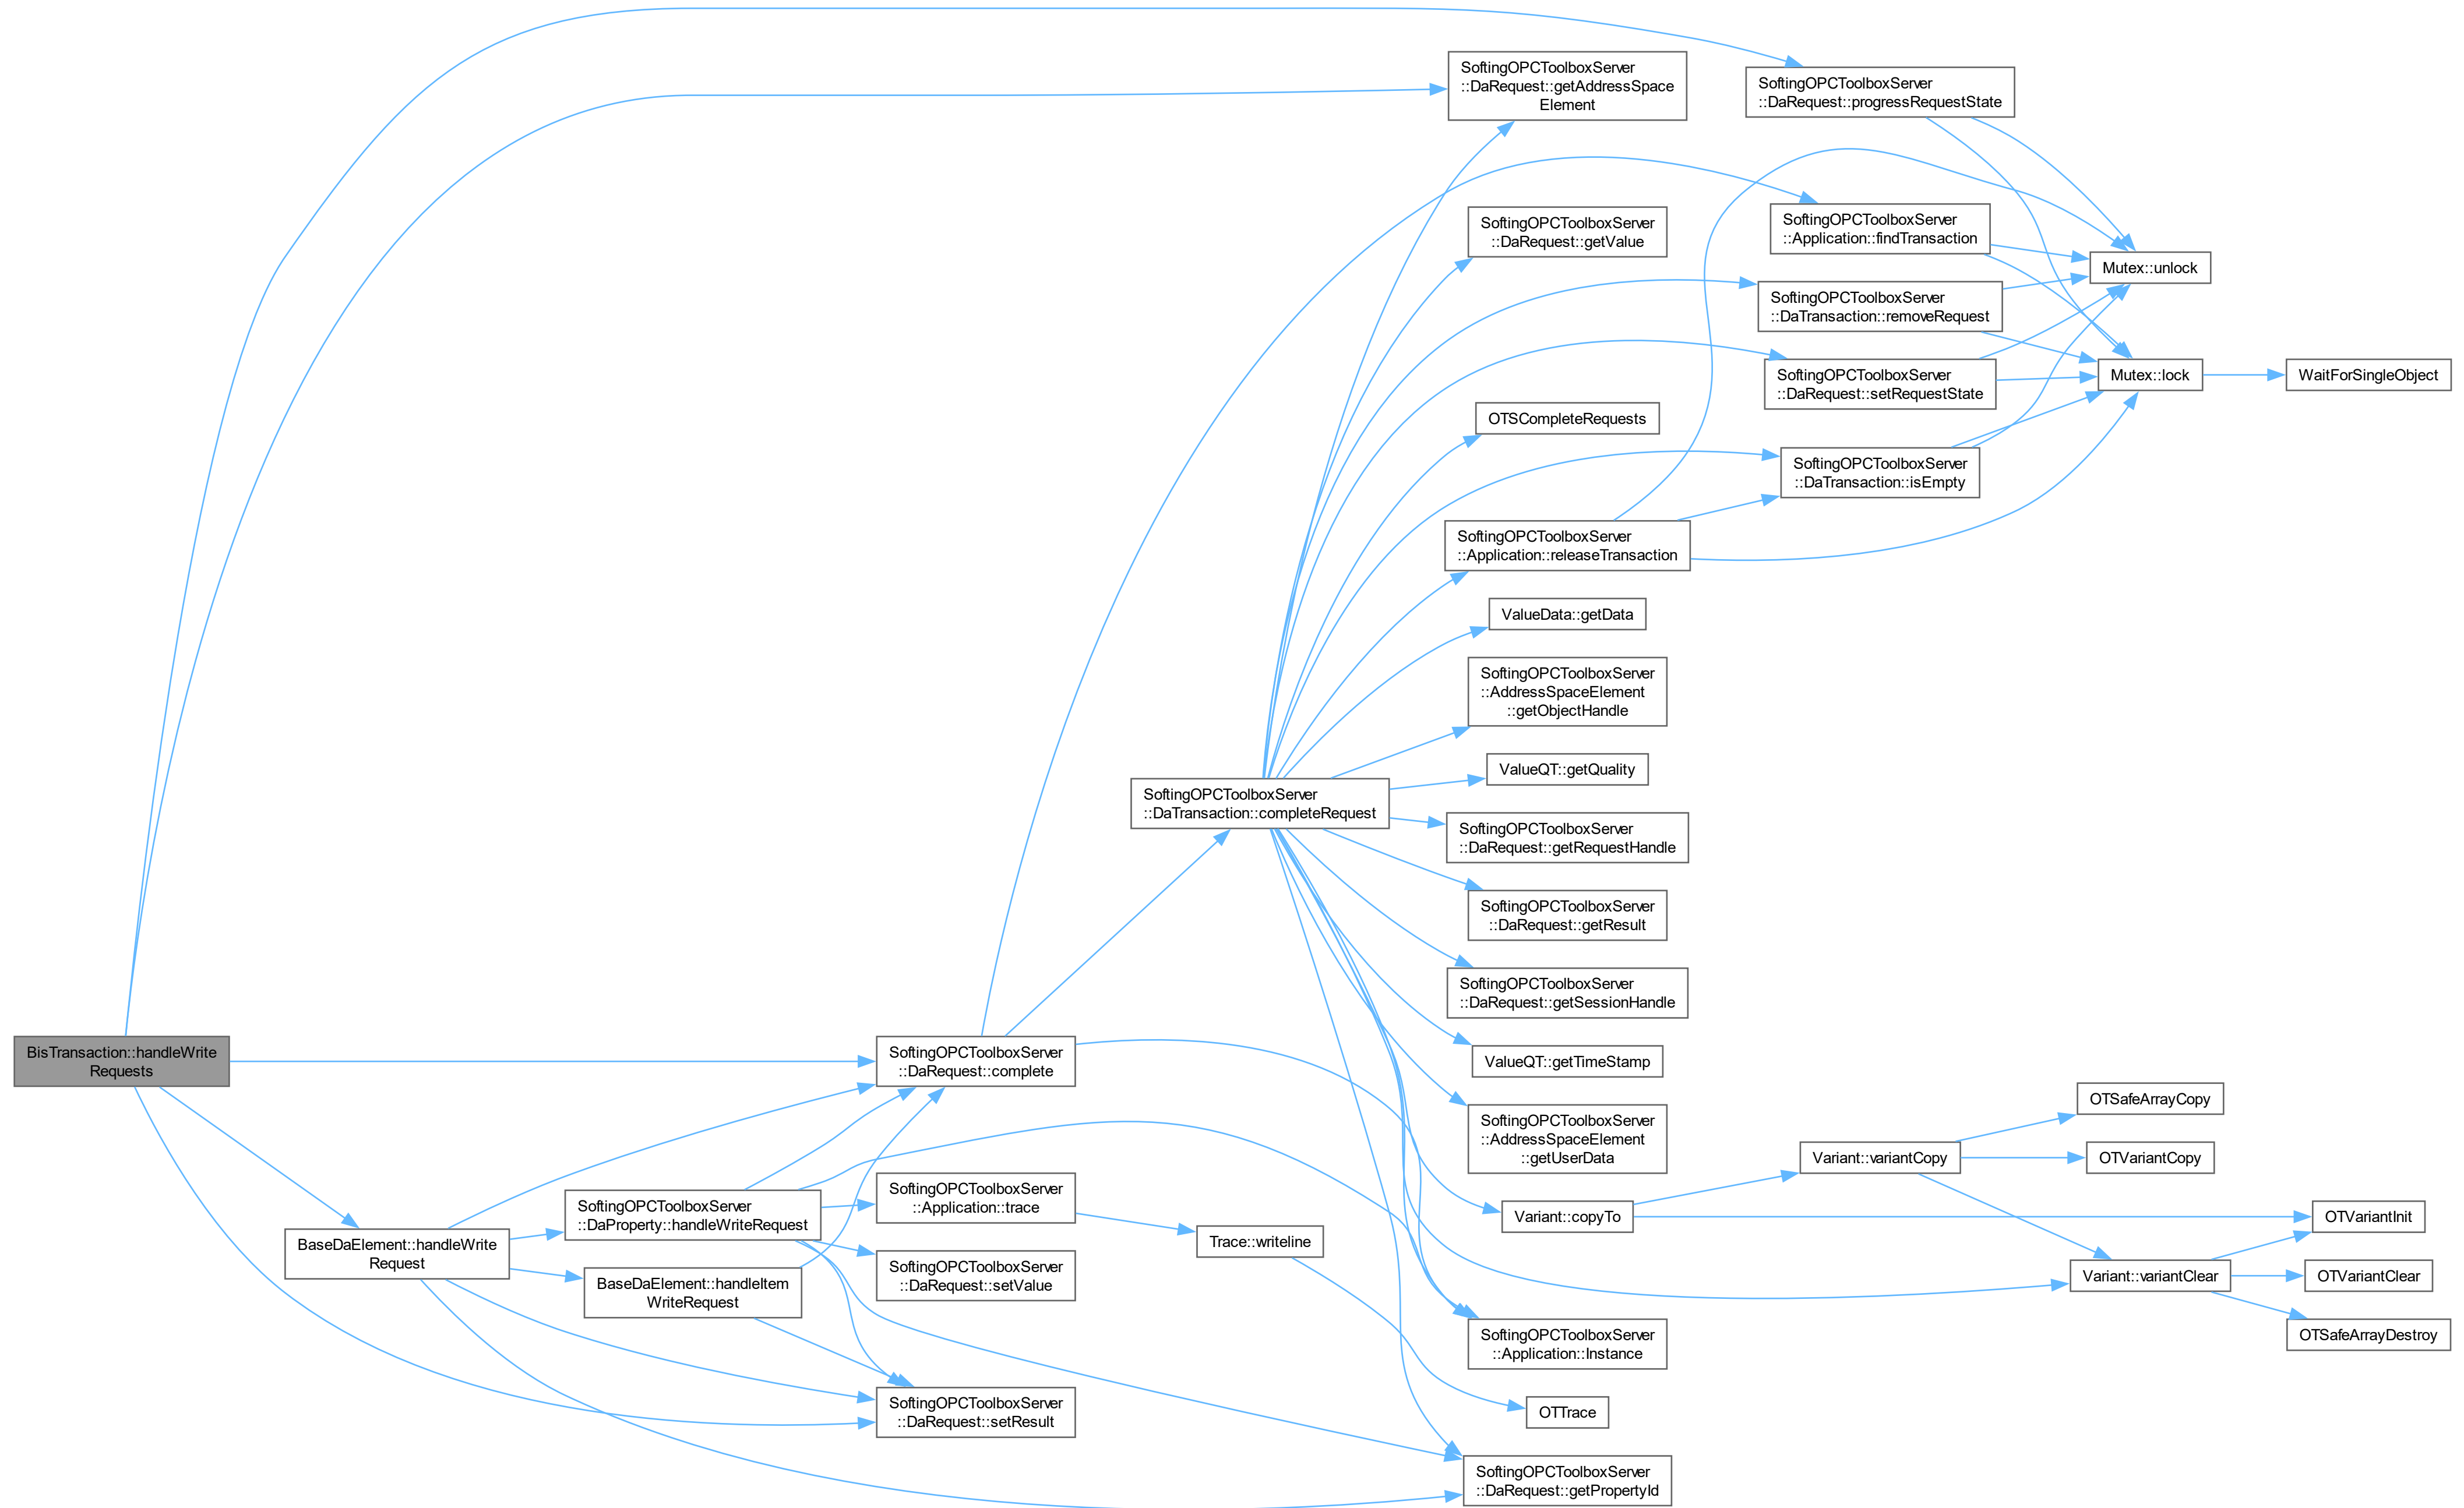 SoftingOPCToolboxServer
::DaRequest::getAddressSpace
Element
SoftingOPCToolboxServer
::DaRequest::progressRequestState
SoftingOPCToolboxServer
::DaRequest::getValue
SoftingOPCToolboxServer
::Application::findTransaction
Mutex::unlock
SoftingOPCToolboxServer
::DaTransaction::removeRequest
SoftingOPCToolboxServer
::DaRequest::setRequestState
Mutex::lock
WaitForSingleObject
OTSCompleteRequests
SoftingOPCToolboxServer
::DaTransaction::isEmpty
SoftingOPCToolboxServer
::Application::releaseTransaction
ValueData::getData
SoftingOPCToolboxServer
::AddressSpaceElement
::getObjectHandle
ValueQT::getQuality
SoftingOPCToolboxServer
::DaTransaction::completeRequest
SoftingOPCToolboxServer
::DaRequest::getRequestHandle
SoftingOPCToolboxServer
::DaRequest::getResult
SoftingOPCToolboxServer
::DaRequest::getSessionHandle
BisTransaction::handleWrite
Requests
SoftingOPCToolboxServer
::DaRequest::complete
ValueQT::getTimeStamp
OTSafeArrayCopy
SoftingOPCToolboxServer
::AddressSpaceElement
::getUserData
Variant::variantCopy
OTVariantCopy
SoftingOPCToolboxServer
::DaProperty::handleWriteRequest
SoftingOPCToolboxServer
::Application::trace
Variant::copyTo
OTVariantInit
BaseDaElement::handleWrite
Request
Trace::writeline
BaseDaElement::handleItem
WriteRequest
SoftingOPCToolboxServer
::DaRequest::setValue
Variant::variantClear
OTVariantClear
SoftingOPCToolboxServer
::Application::Instance
OTSafeArrayDestroy
SoftingOPCToolboxServer
::DaRequest::setResult
OTTrace
SoftingOPCToolboxServer
::DaRequest::getPropertyId